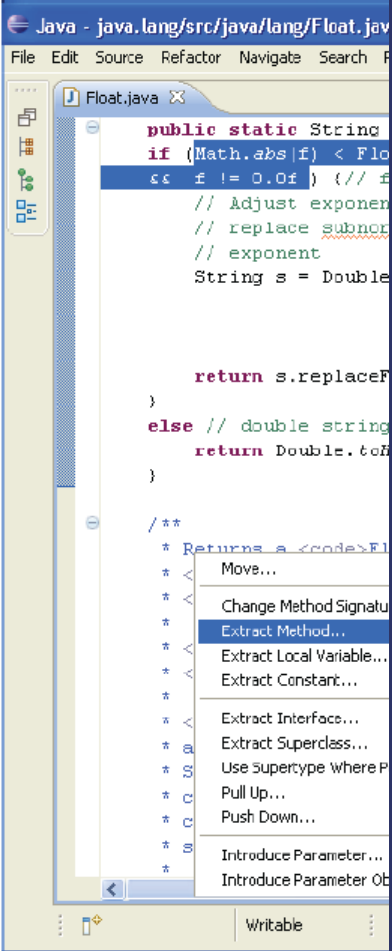 Java - java.lang/src/java/lang/Float.jav
File Edit Source Refactor Navigate Search
Float.java
public static String
if (Math.abs|f) < Flo
&& f != 0.0f ) {// f
// Adjust exponen
// replace subnor
// exponent
String s = Double
return s.replaceF
}
else // double string
return Double.toH
}
/**
* Returns a <code>Fl
* <
* <
*
* <
* <
*
* <
* a
* S
* c
* c
* s
*
Move...
Change Method Signatu
Extract Method...
Extract Local Variable...
Extract Constant...
Extract Interface...
Extract Superclass...
Use Supertype Where P
Pull Up...
Push Down...
Introduce Parameter...
Introduce Parameter Ob
Writable